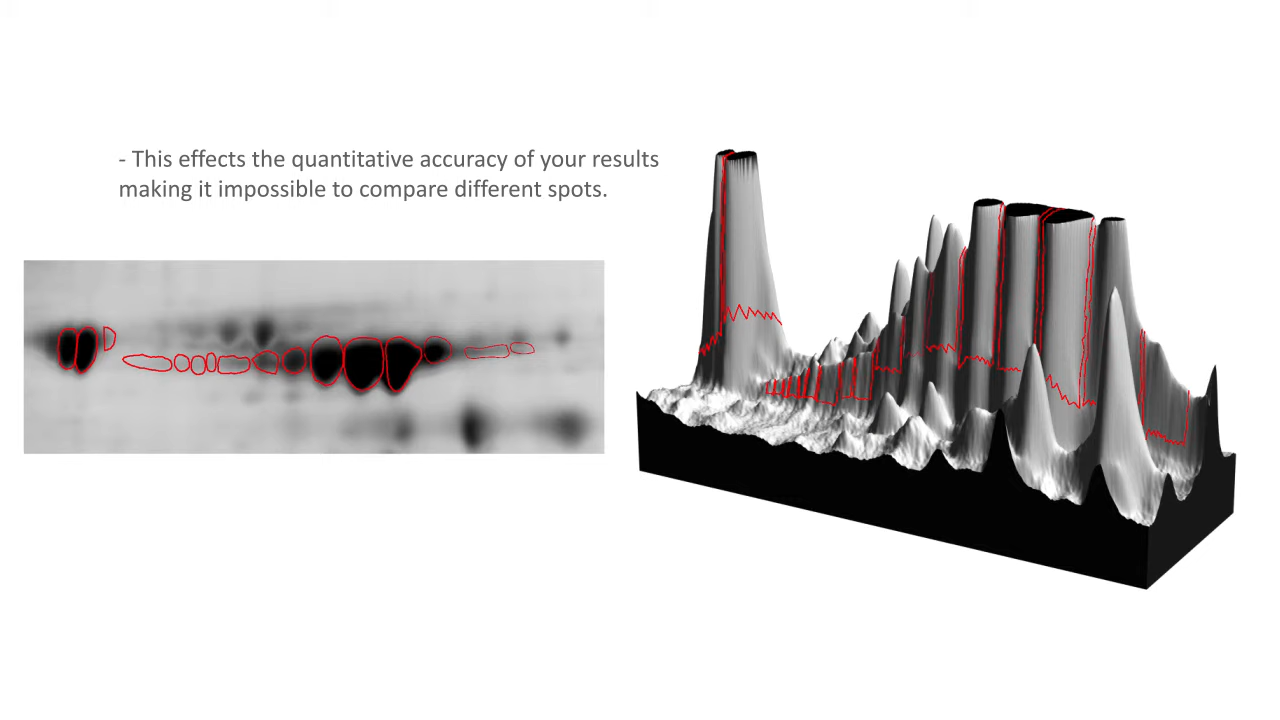 - This effects the quantitative accuracy of your results
making it impossible to compare different spots.